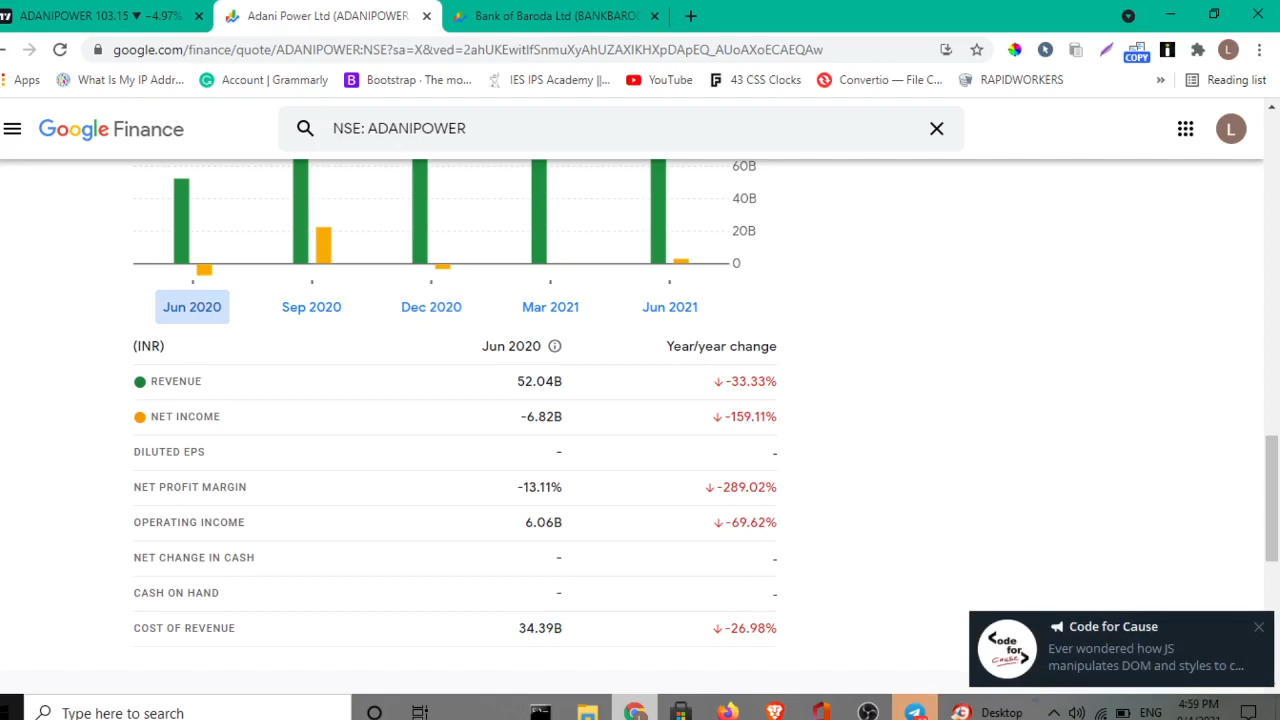 ADANIPOWER 103.15 ▼ −4.97%
Adani Power Ltd (ADANIPOWER
Bank of Baroda Ltd (BANKBARO
google.com/finance/quote/ADANIPOWER:NSE?sa=X&ved=2ahUKEwitlfSnmuXyAhUZAXIKHXpDApEQ_AUoAXoECAEQAw
COPY
L
Apps
What Is My IP Addr...
Account | Grammarly
Bootstrap · The mo...
IES IPS Academy ||...
YouTube
43 CSS Clocks
Convertio — File C...
RAPIDWORKERS
»
Reading list
Google Finance
NSE: ADANIPOWER
L
60B
40B
20B
0
Jun 2020 Sep 2020 Dec 2020 Mar 2021 Jun 2021
(INR) Jun 2020 Year/year change
REVENUE 52.04B -33.33%
NET INCOME -6.82B -159.11%
DILUTED EPS - -
NET PROFIT MARGIN -13.11% -289.02%
OPERATING INCOME 6.06B -69.62%
NET CHANGE IN CASH - -
CASH ON HAND - -
COST OF REVENUE 34.39B -26.98%
Code for Cause
Code for Cause
Ever wondered how JS
manipulates DOM and styles to c...
Type here to search
Desktop
ENG
4:59 PM